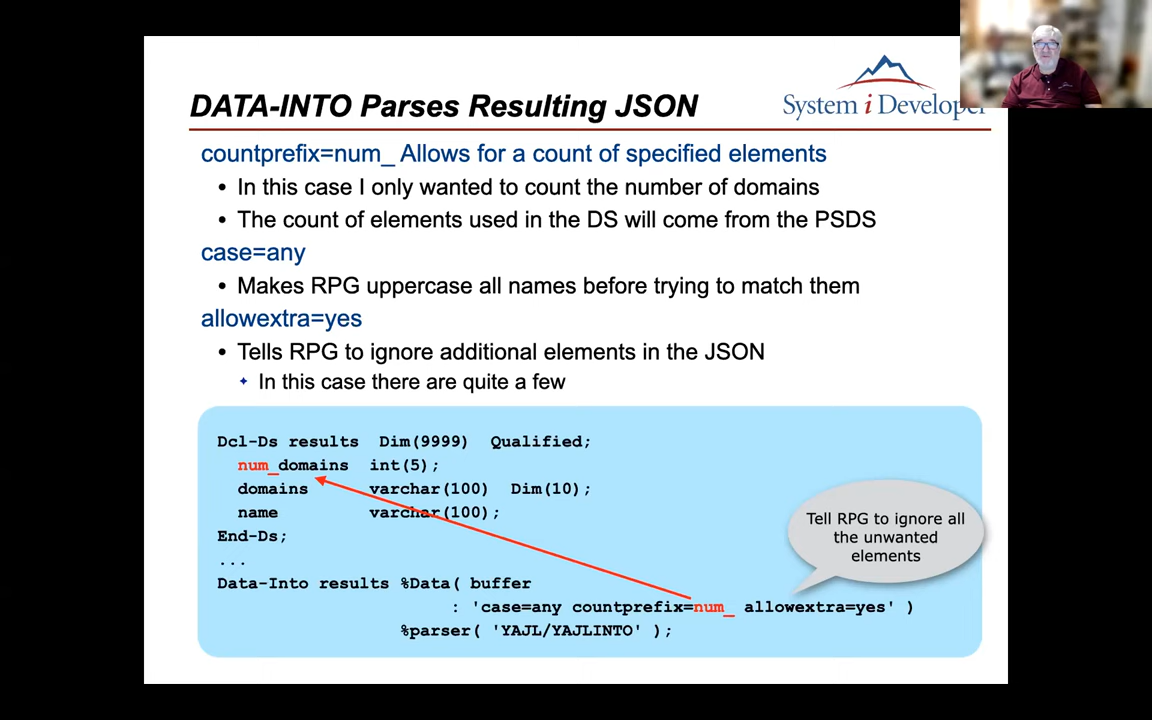 DATA-INTO Parses Resulting JSON
System i Developer
countprefix=num_ Allows for a count of specified elements
• In this case I only wanted to count the number of domains
• The count of elements used in the DS will come from the PSDS
case=any
• Makes RPG uppercase all names before trying to match them
allowextra=yes
• Tells RPG to ignore additional elements in the JSON
✦ In this case there are quite a few
Dcl-Ds results Dim(9999) Qualified;
num_domains int(5);
domains varchar(100) Dim(10);
name varchar(100);
End-Ds;
...
Data-Into results %Data( buffer
: 'case=any countprefix=num_ allowextra=yes' )
%parser( 'YAJL/YAJLINTO' );
Tell RPG to ignore all
the unwanted
elements